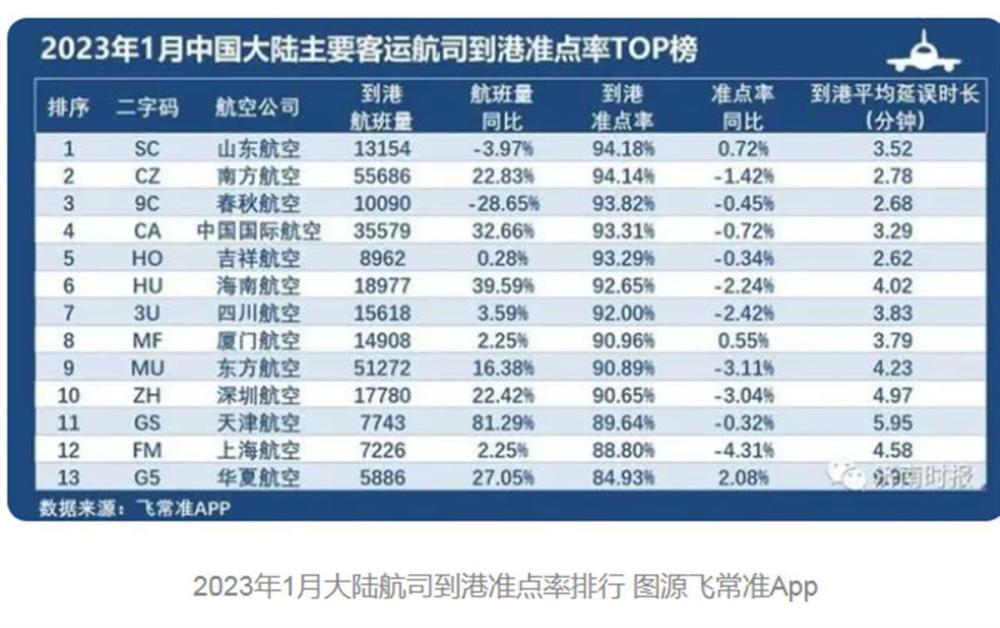 2023年1月中国大陆主要客运航司到港准点率TOP榜
排序 二字码 航空公司 到港航班量 航班量同比 到港准点率 准点率同比 到港平均延误时长(分钟)
1 SC 山东航空 13154 -3.97% 94.18% 0.72% 3.52
2 CZ 南方航空 55686 22.83% 94.14% -1.42% 2.78
3 9C 春秋航空 10090 -28.65% 93.82% -0.45% 2.68
4 CA 中国国际航空 35579 32.66% 93.31% -0.72% 3.29
5 HO 吉祥航空 8962 0.28% 93.29% -0.34% 2.62
6 HU 海南航空 18977 39.59% 92.65% -2.24% 4.02
7 3U 四川航空 15618 3.59% 92.00% -2.42% 3.83
8 MF 厦门航空 14908 2.25% 90.96% 0.55% 3.79
9 MU 东方航空 51272 16.38% 90.89% -3.11% 4.23
10 ZH 深圳航空 17780 22.42% 90.65% -3.04% 4.97
11 GS 天津航空 7743 81.29% 89.64% -0.32% 5.95
12 FM 上海航空 7226 2.25% 88.80% -4.31% 4.58
13 G5 华夏航空 5886 27.05% 84.93% 2.08%
济南时报
数据来源：飞常准APP
2023年1月大陆航司到港准点率排行 图源飞常准App